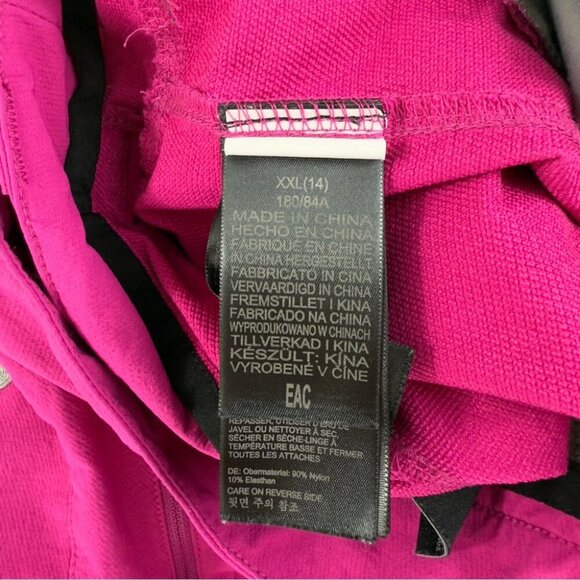 XXL(14)
180/84A
MADE IN CHINA
HECHO EN CHINA
FABRIQUÉ EN CHINE
IN CHINA HERGESTELLT
FABBRICATO IN CINA
VERVAARDIGD IN CHINA
FREMSTILLET I KINA
FABRICADO NA CHINA
WYPRODUKOWANO W CHINACH
TILLVERKAD I KINA
KÉSZÜLT: KÍNA
VYROBENÉ V ČÍNE
EAC
REPASSER, UTILISER D'EAU DE
JAVEL OU NETTOYER À SEC.
SÉCHER EN SÈCHE-LINGE À
TEMPÉRATURE BASSE ET FERMER
TOUTES LES ATTACHES
DE: Obermaterial: 90% Nylon
10% Elasthan
CARE ON REVERSE SIDE
뒷면 주의 참조